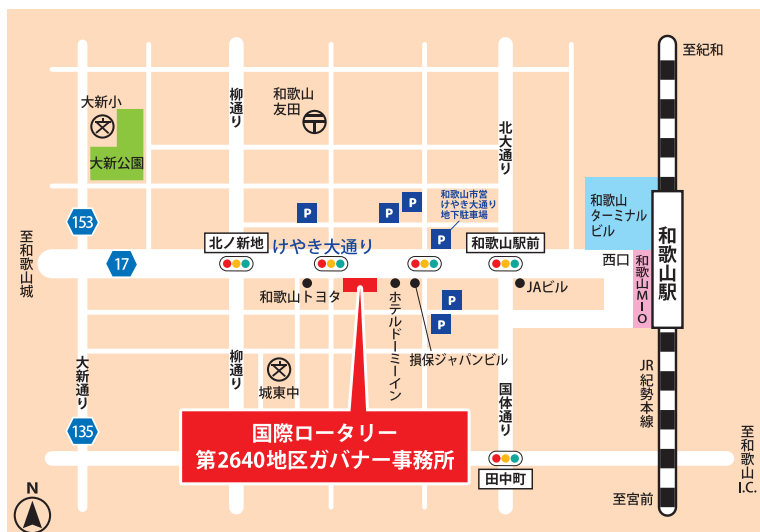 至紀和
大新小
柳通り
和歌山
友田
北大通り
大新公園
和歌山
ターミナル
ビル
和歌山駅
和歌山MIO
西口
153
P
P
P
和歌山市営
けやき大通り
地下駐車場
P
至和歌山城
17
北ノ新地
けやき大通り
和歌山駅前
和歌山トヨタ
ホテルドーミーイン
損保ジャパンビル
JAビル
P
P
大新通り
柳通り
城東中
国体通り
JR紀勢本線
135
国際ロータリー
第2640地区ガバナー事務所
田中町
至和歌山
I.C.
至宮前
N